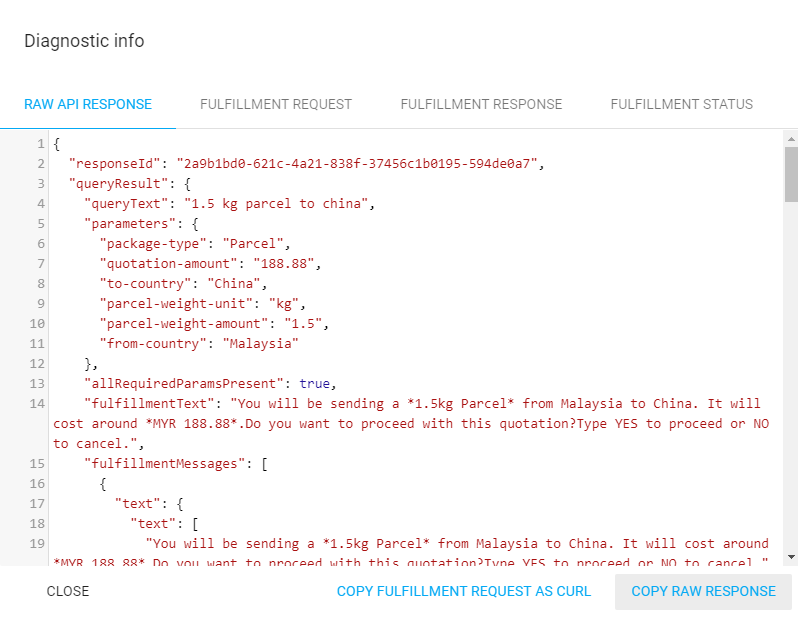 Diagnostic info
RAW API RESPONSE FULFILLMENT REQUEST FULFILLMENT RESPONSE FULFILLMENT STATUS
1 {
2 "responseId": "2a9b1bd0-621c-4a21-838f-37456c1b0195-594de0a7",
3 "queryResult": {
4 "queryText": "1.5 kg parcel to china",
5 "parameters": {
6 "package-type": "Parcel",
7 "quotation-amount": "188.88",
8 "to-country": "China",
9 "parcel-weight-unit": "kg",
10 "parcel-weight-amount": "1.5",
11 "from-country": "Malaysia"
12 },
13 "allRequiredParamsPresent": true,
14 "fulfillmentText": "You will be sending a *1.5kg Parcel* from Malaysia to China. It will
cost around *MYR 188.88*.Do you want to proceed with this quotation?Type YES to proceed or NO
to cancel.",
15 "fulfillmentMessages": [
16 {
17 "text": {
18 "text": [
19 "You will be sending a *1.5kg Parcel* from Malaysia to China. It will cost around
*MYR 188.88*.Do you want to proceed with this quotation?Type YES to proceed or NO to cancel."
CLOSE COPY FULFILLMENT REQUEST AS CURL COPY RAW RESPONSE